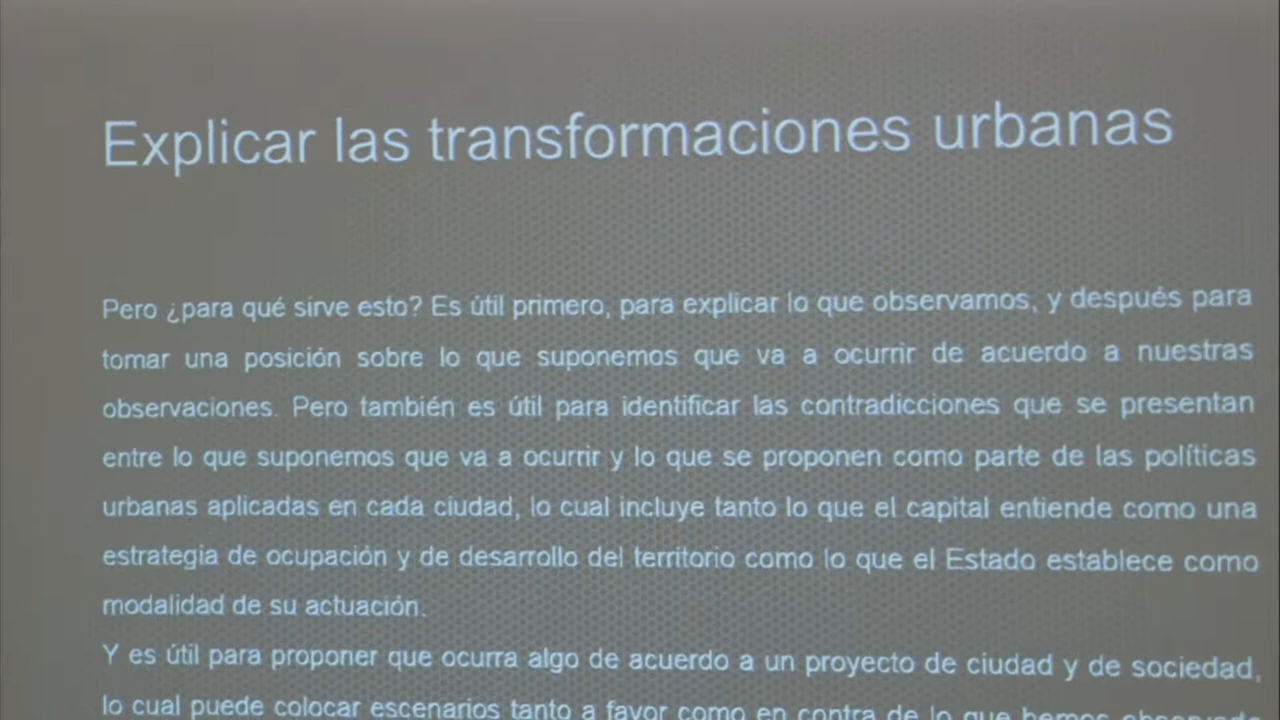 Explicar las transformaciones urbanas
Pero ¿para qué sirve esto? Es útil primero, para explicar lo que observamos, y después para
tomar una posición sobre lo que suponemos que va a ocurrir de acuerdo a nuestras
observaciones. Pero también es útil para identificar las contradicciones que se presentan
entre lo que suponemos que va a ocurrir y lo que se proponen como parte de las políticas
urbanas aplicadas en cada ciudad, lo cual incluye tanto lo que el capital entiende como una
estrategia de ocupación y de desarrollo del territorio como lo que el Estado establece como
modalidad de su actuación.
Y es útil para proponer que ocurra algo de acuerdo a un proyecto de ciudad y de sociedad,
lo cual puede colocar escenarios tanto a favor como en contra de lo que hemos observado